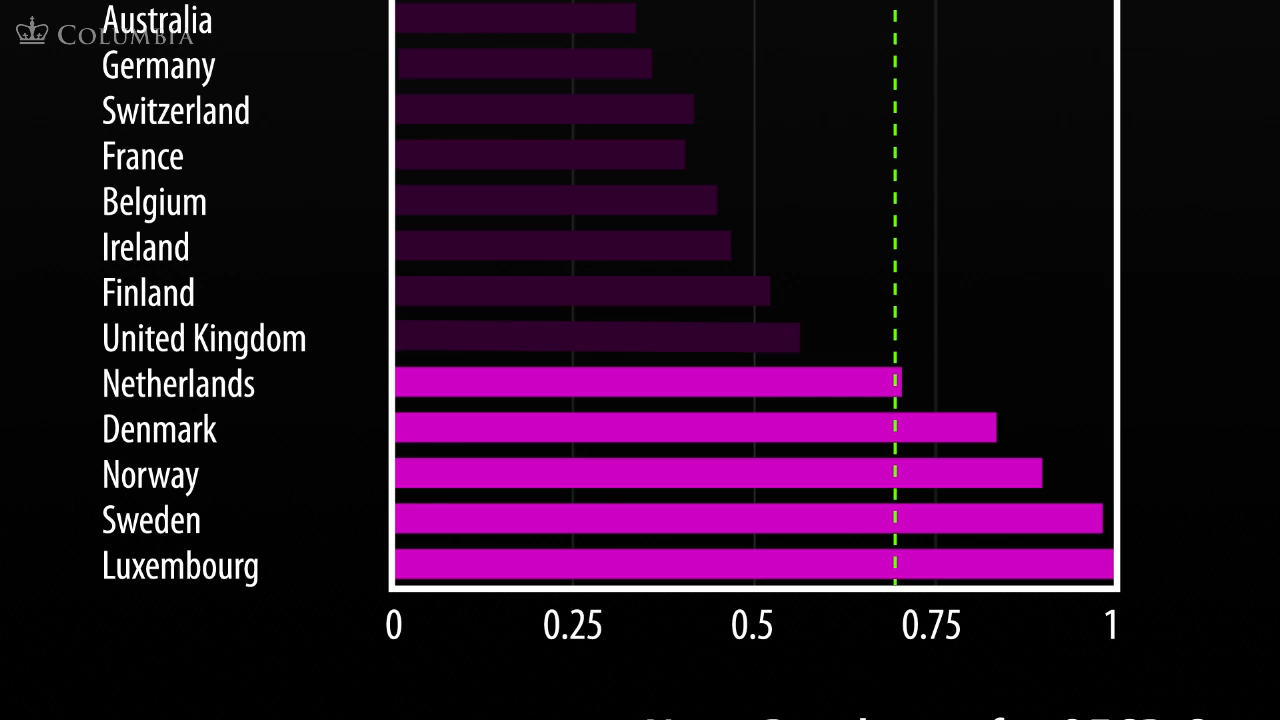 Australia
COLUMBIA
Germany
Switzerland
France
Belgium
Ireland
Finland
United Kingdom
Netherlands
Denmark
Norway
Sweden
Luxembourg
0 0.25 0.5 0.75 1